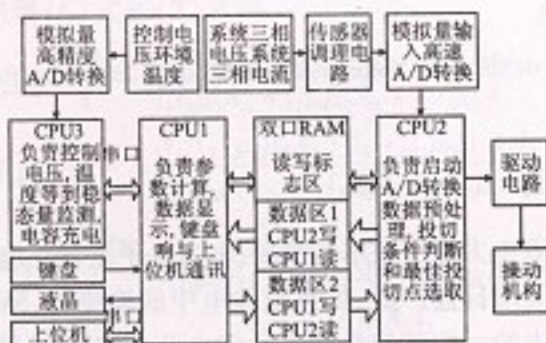 模拟量
高精度
A/D转换
控制电
压环境
温度
系统三相
电压系统
三相电流
传感器
调理电
路
模拟量输
入高速
A/D转换
CPU3
负责控制
电压,温
度等到稳
态量监测,
电容充电
串口
CPU1
负责参
数计算,
数据显
示,键盘
响与上
位机通讯
双口RAM
读写标
志区
数据区1
CPU2写
CPU1读
数据区2
CPU1写
CPU2读
CPU2
负责启动
A/D转换
数据预处
理,投切
条件判断
和最佳投
切点选取
驱动
电路
操动
机构
键盘
液晶
串口
上位机